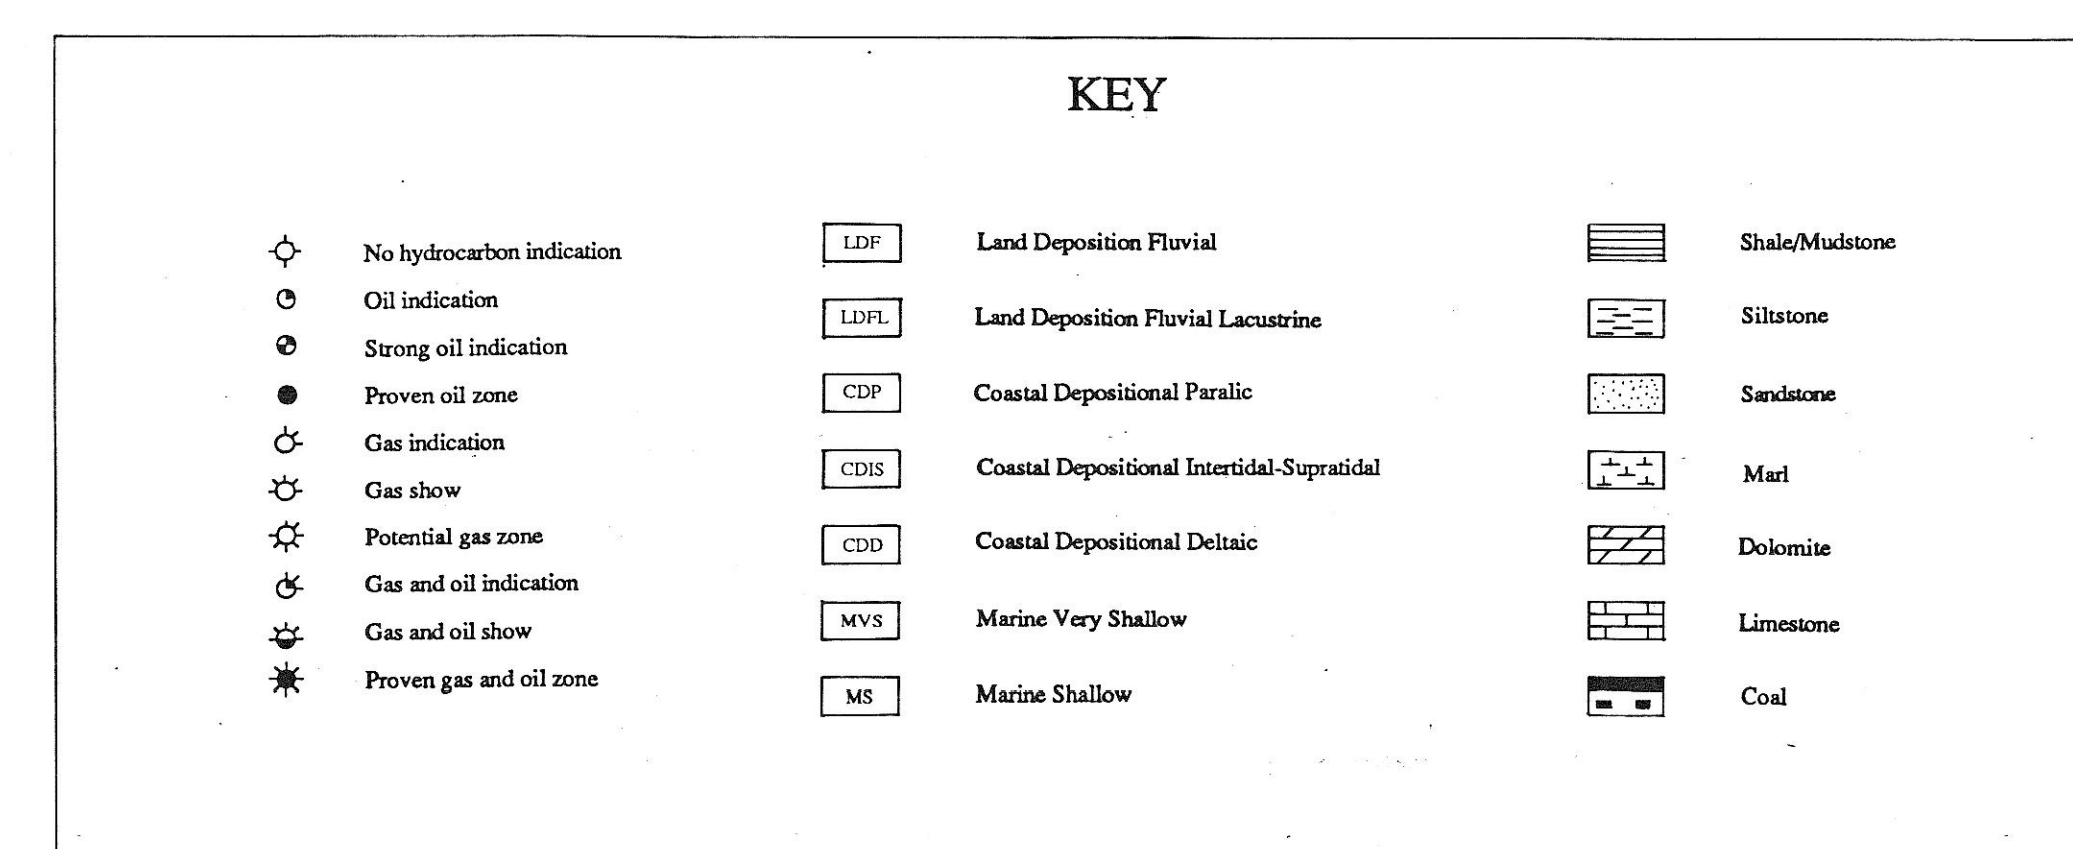 KEY
No hydrocarbon indication
Oil indication
Strong oil indication
Proven oil zone
Gas indication
Gas show
Potential gas zone
Gas and oil indication
Gas and oil show
Proven gas and oil zone
LDF Land Deposition Fluvial
LDFL Land Deposition Fluvial Lacustrine
CDP Coastal Depositional Paralic
CDIS Coastal Depositional Intertidal-Supratidal
CDD Coastal Depositional Deltaic
MVS Marine Very Shallow
MS Marine Shallow
Shale/Mudstone
Siltstone
Sandstone
Marl
Dolomite
Limestone
Coal